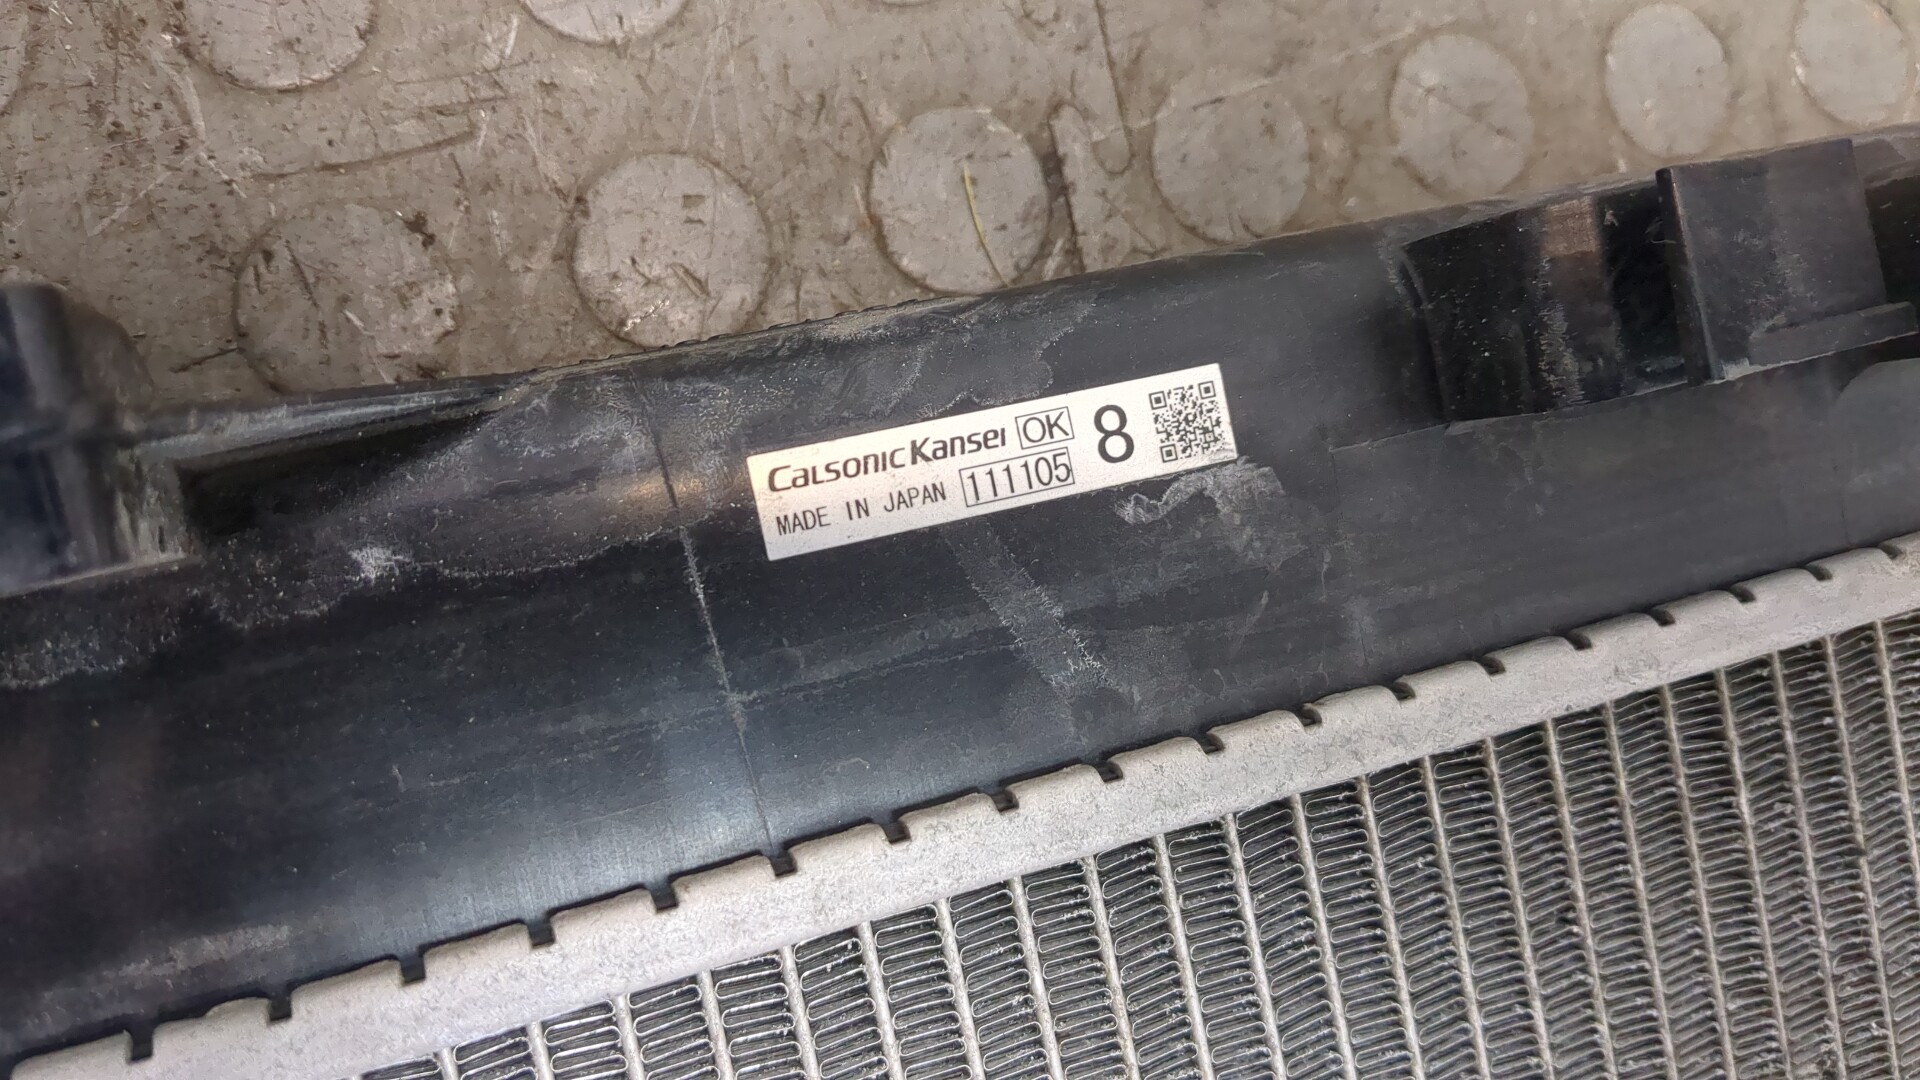 CalsonicKansei OK 8
MADE IN JAPAN 111105